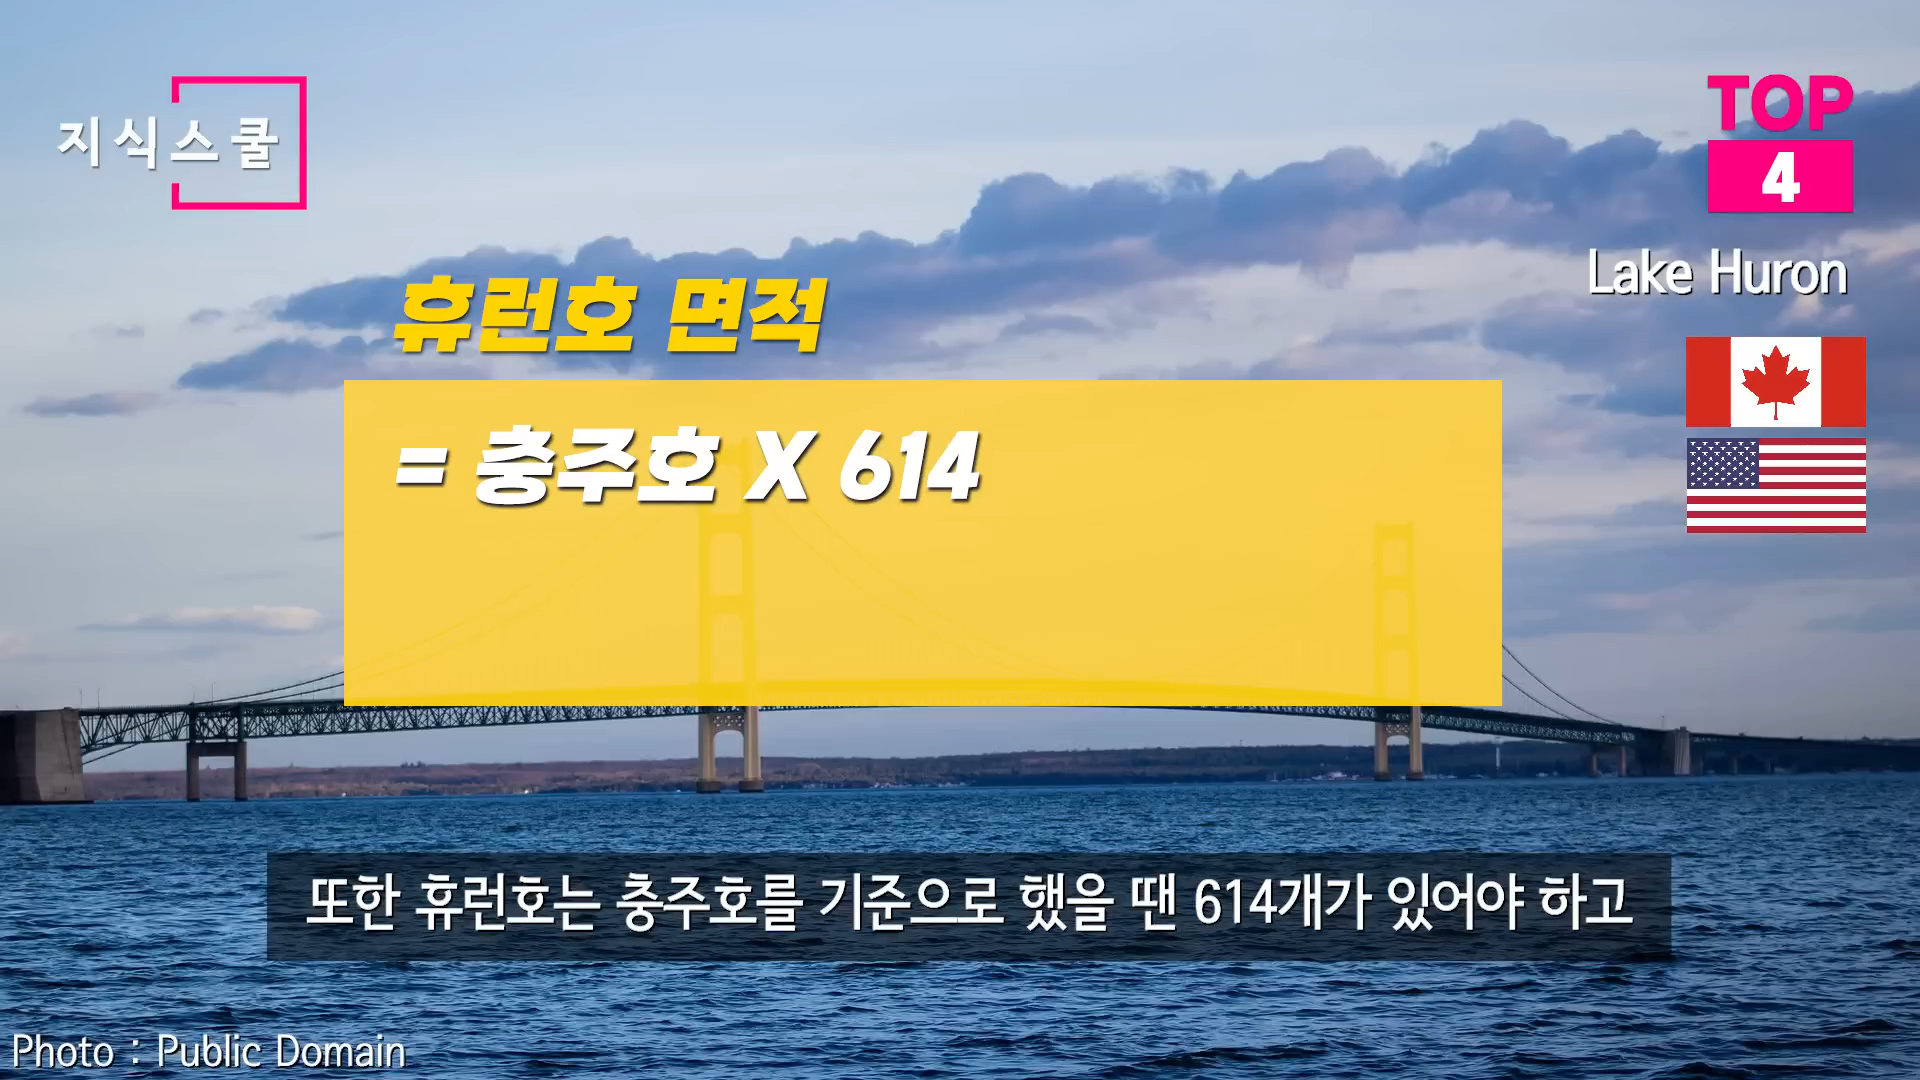 지식스쿨
TOP
4
Lake Huron
휴런호 면적
= 충주호 X 614
또한 휴런호는 충주호를 기준으로 했을 땐 614개가 있어야 하고
Photo : Public Domain